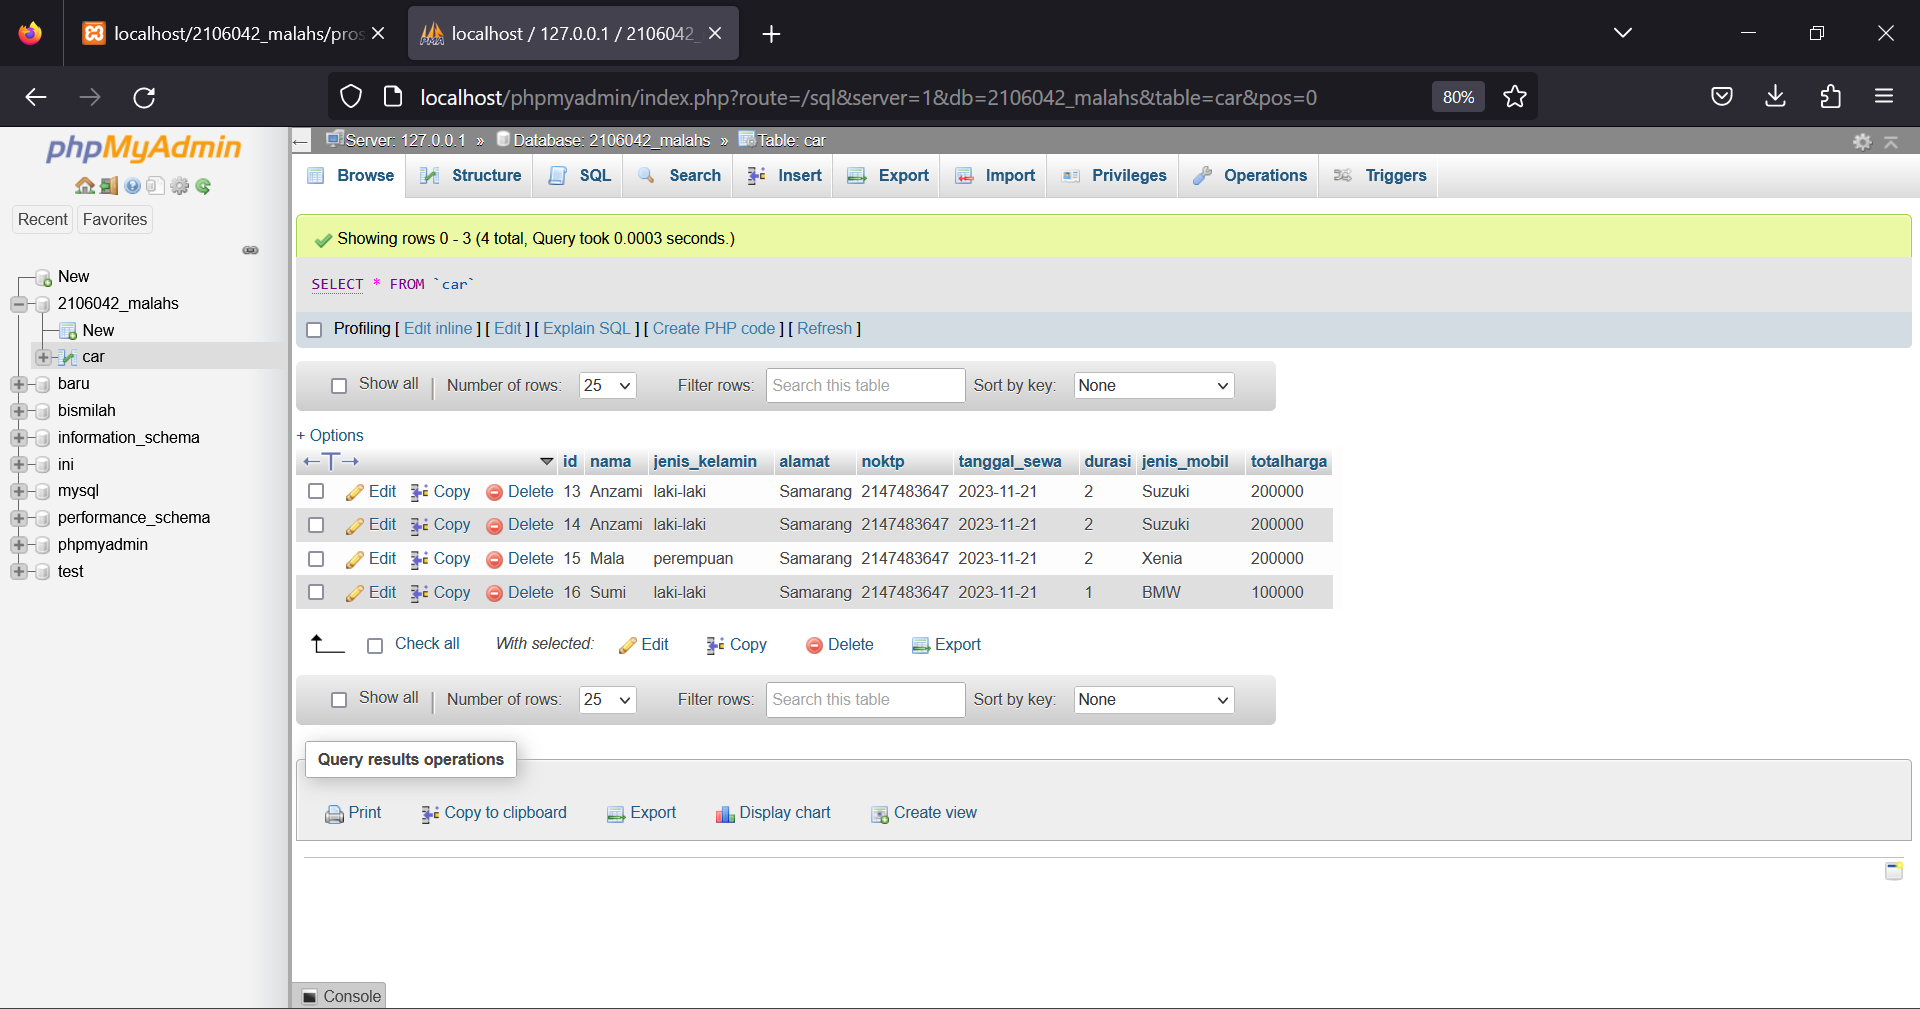 localhost/2106042_malahs/pros
localhost / 127.0.0.1 / 2106042_
localhost/phpmyadmin/index.php?route=/sql&server=1&db=2106042_malahs&table=car&pos=0
80%
phpMyAdmin
Recent Favorites
New
2106042_malahs
New
car
baru
bismilah
information_schema
ini
mysql
performance_schema
phpmyadmin
test
Server: 127.0.0.1 » Database: 2106042_malahs » Table: car
Browse Structure SQL Search Insert Export Import Privileges Operations Triggers
Showing rows 0 - 3 (4 total, Query took 0.0003 seconds.)
SELECT * FROM `car`
Profiling [ Edit inline ] [ Edit ] [ Explain SQL ] [ Create PHP code ] [ Refresh ]
Show all Number of rows: 25 Filter rows: Search this table Sort by key: None
+ Options
←T→ id nama jenis_kelamin alamat noktp tanggal_sewa durasi jenis_mobil totalharga
Edit Copy Delete 13 Anzami laki-laki Samarang 2147483647 2023-11-21 2 Suzuki 200000
Edit Copy Delete 14 Anzami laki-laki Samarang 2147483647 2023-11-21 2 Suzuki 200000
Edit Copy Delete 15 Mala perempuan Samarang 2147483647 2023-11-21 2 Xenia 200000
Edit Copy Delete 16 Sumi laki-laki Samarang 2147483647 2023-11-21 1 BMW 100000
Check all With selected: Edit Copy Delete Export
Show all Number of rows: 25 Filter rows: Search this table Sort by key: None
Query results operations
Print Copy to clipboard Export Display chart Create view
Console